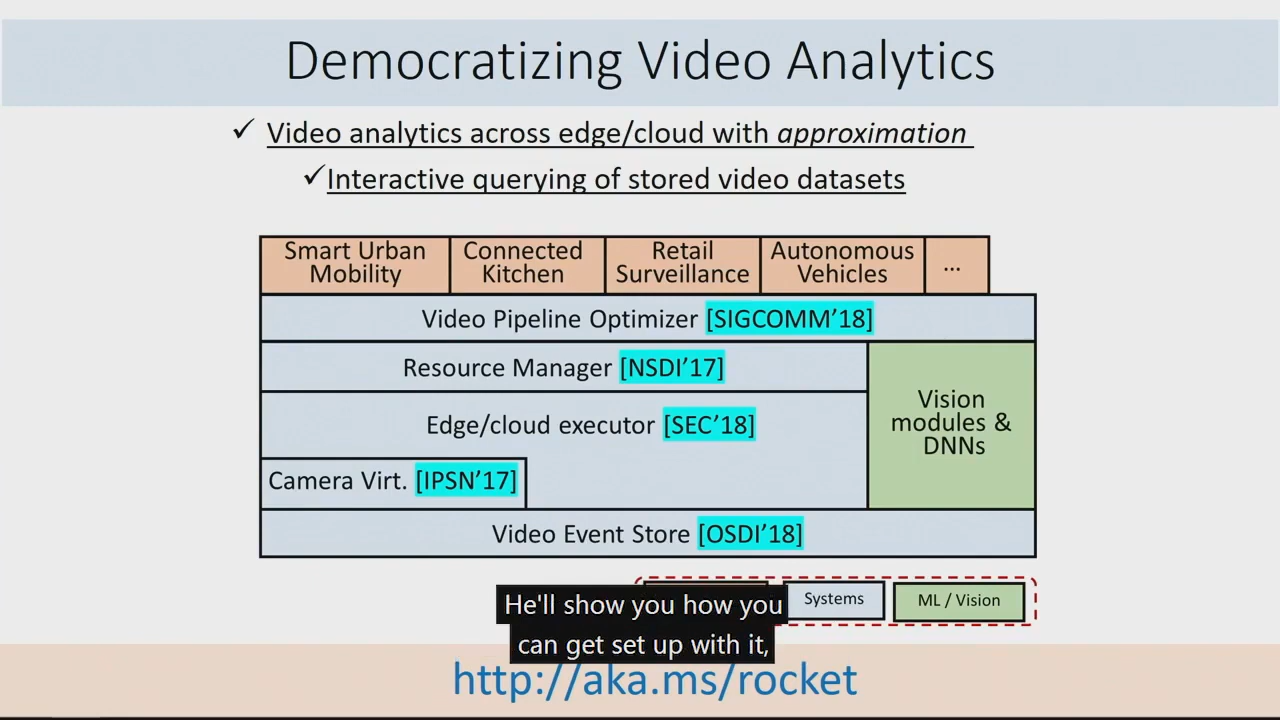 Democratizing Video Analytics
✓ Video analytics across edge/cloud with approximation
✓ Interactive querying of stored video datasets
Smart Urban
Mobility
Connected
Kitchen
Retail
Surveillance
Autonomous
Vehicles
...
Video Pipeline Optimizer [SIGCOMM’18]
Resource Manager [NSDI’17]
Edge/cloud executor [SEC’18]
Camera Virt. [IPSN’17]
Vision
modules &
DNNs
Video Event Store [OSDI’18]
Systems
ML / Vision
He'll show you how you
can get set up with it,
http://aka.ms/rocket